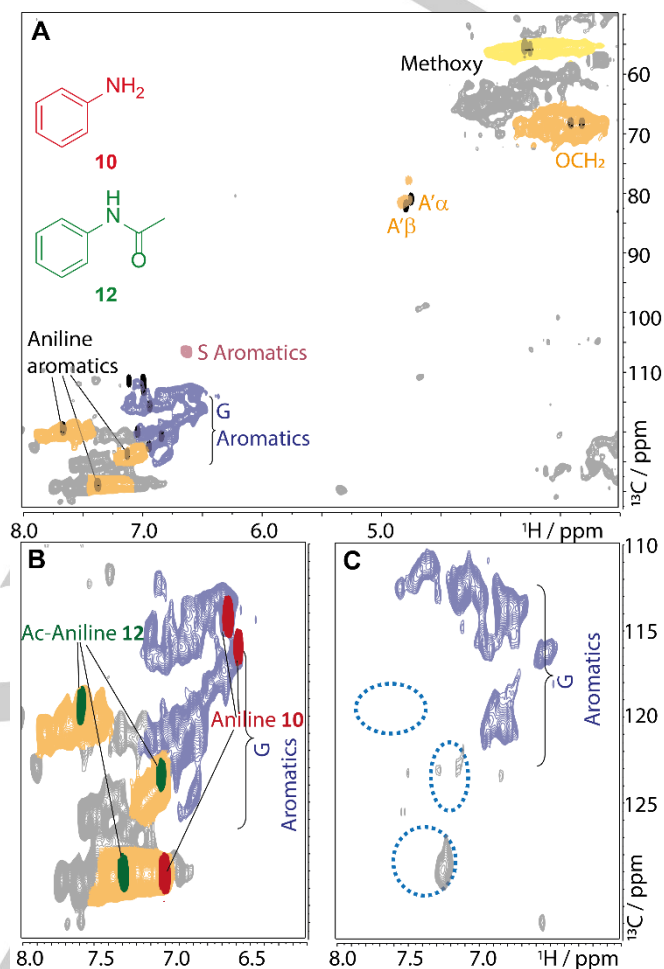 A
NH₂
10
H
N
O
12
Methoxy
OCH₂
A'α
A'β
Aniline
aromatics
S Aromatics
G
Aromatics
60
70
80
90
100
110
¹³C / ppm
8.0 7.0 6.0 5.0 ¹H / ppm
B
Ac-Aniline 12
Aniline 10
G
Aromatics
8.0 7.5 7.0 6.5
C
G
Aromatics
110
115
120
125
¹³C / ppm
8.0 7.5 7.0 ¹H / ppm